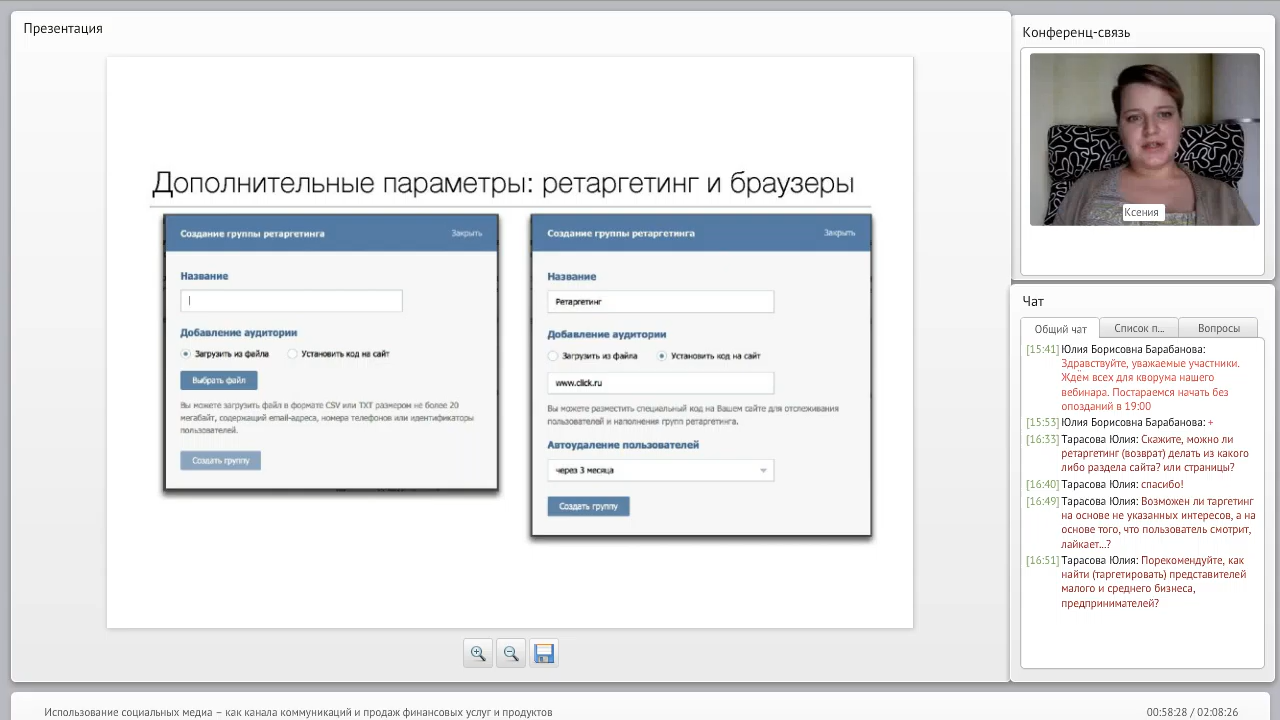 Презентация
Дополнительные параметры: ретаргетинг и браузеры
Создание группы ретаргетинга
Закрыть
Название
Добавление аудитории
Загрузить из файла
Установить код на сайт
Выбрать файл
Вы можете загрузить файл в формате CSV или TXT размером не более 20
мегабайт, содержащий email-адреса, номера телефонов или идентификаторы
пользователей.
Создать группу
Создание группы ретаргетинга
Закрыть
Название
Ретаргетинг
Добавление аудитории
Загрузить из файла
Установить код на сайт
www.click.ru
Вы можете разместить специальный код на Вашем сайте для отслеживания
пользователей и наполнения групп ретаргетинга.
Автоудаление пользователей
через 3 месяца
Создать группу
Конференц-связь
Ксения
Чат
Общий чат
Список п...
Вопросы
[15:41] Юлия Борисовна Барабанова:
Здравствуйте, уважаемые участники.
Ждём всех для кворума нашего
вебинара. Постараемся начать без
опозданий в 19:00
[15:53] Юлия Борисовна Барабанова: +
[16:33] Тарасова Юлия: Скажите, можно ли
ретаргетинг (возврат) делать из какого
либо раздела сайта? или страницы?
[16:40] Тарасова Юлия: спасибо!
[16:49] Тарасова Юлия: Возможен ли таргетинг
на основе не указанных интересов, а на
основе того, что пользователь смотрит,
лайкает...?
[16:51] Тарасова Юлия: Порекомендуйте, как
найти (таргетировать) представителей
малого и среднего бизнеса,
предпринимателей?
Использование социальных медиа – как канала коммуникаций и продаж финансовых услуг и продуктов
00:58:28 / 02:08:26